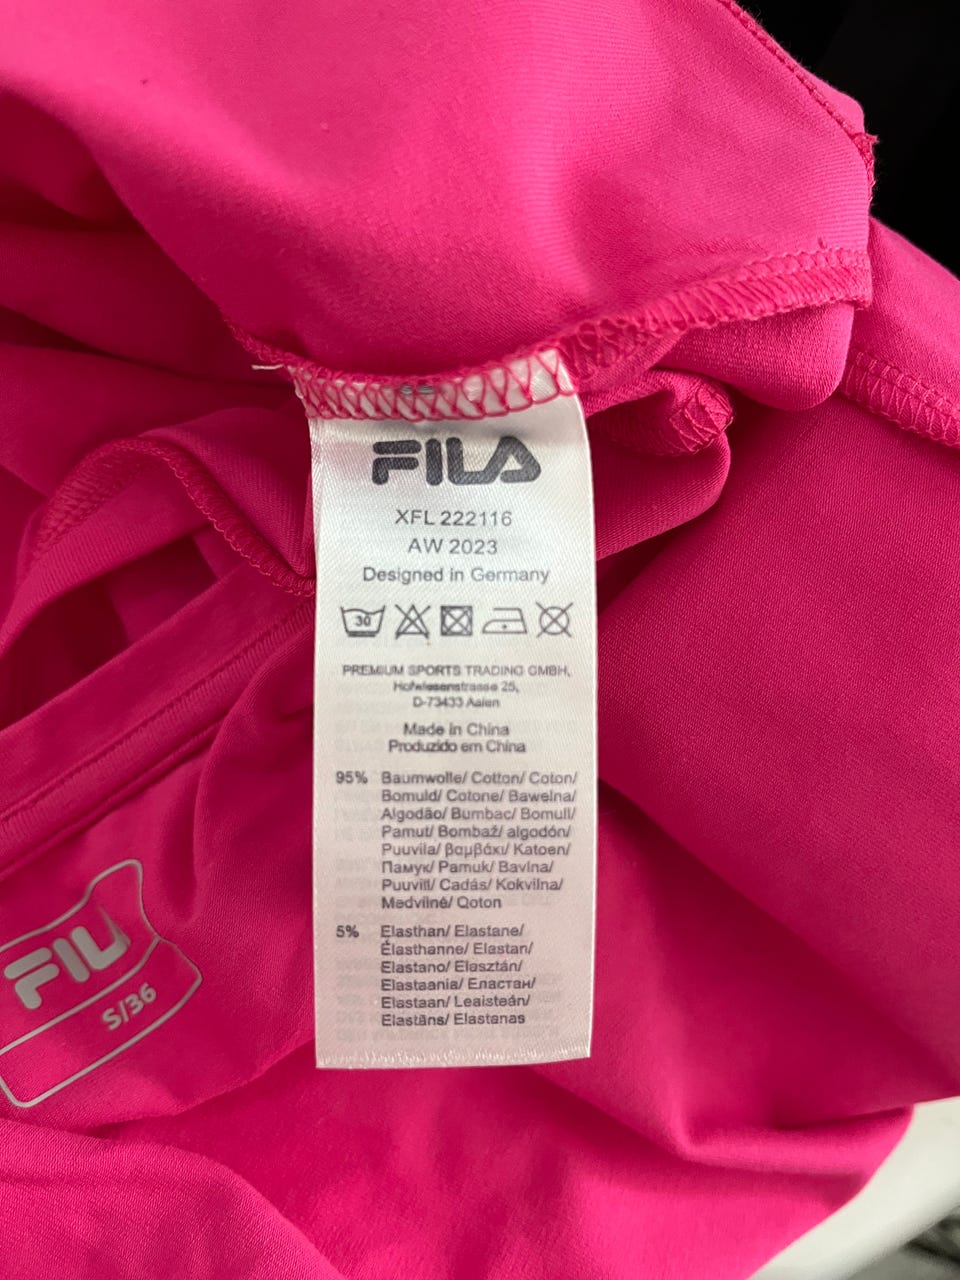 FILA
XFL 222116
AW 2023
Designed in Germany
30
PREMIUM SPORTS TRADING GMBH,
Hofwiesenstrasse 25,
D-73433 Aalen
Made in China
Produzido em China
95% Baumwolle/ Cotton/ Coton/
Bomuld/ Cotone/ Bawelna/
Algodão/ Bumbac/ Bomull/
Pamut/ Bombaž/ algodón/
Puuvila/ βαμβάκι/ Katoen/
Памук/ Pamuk/ Bavlna/
Puuvill/ Cadás/ Kokvilna/
Medvilnė/ Qoton
5% Elasthan/ Elastane/
Élasthanne/ Elastan/
Elastano/ Elasztán/
Elastaania/ Еластан/
Elastaan/ Leaisteán/
Elastāns/ Elastanas
FILA
S/36